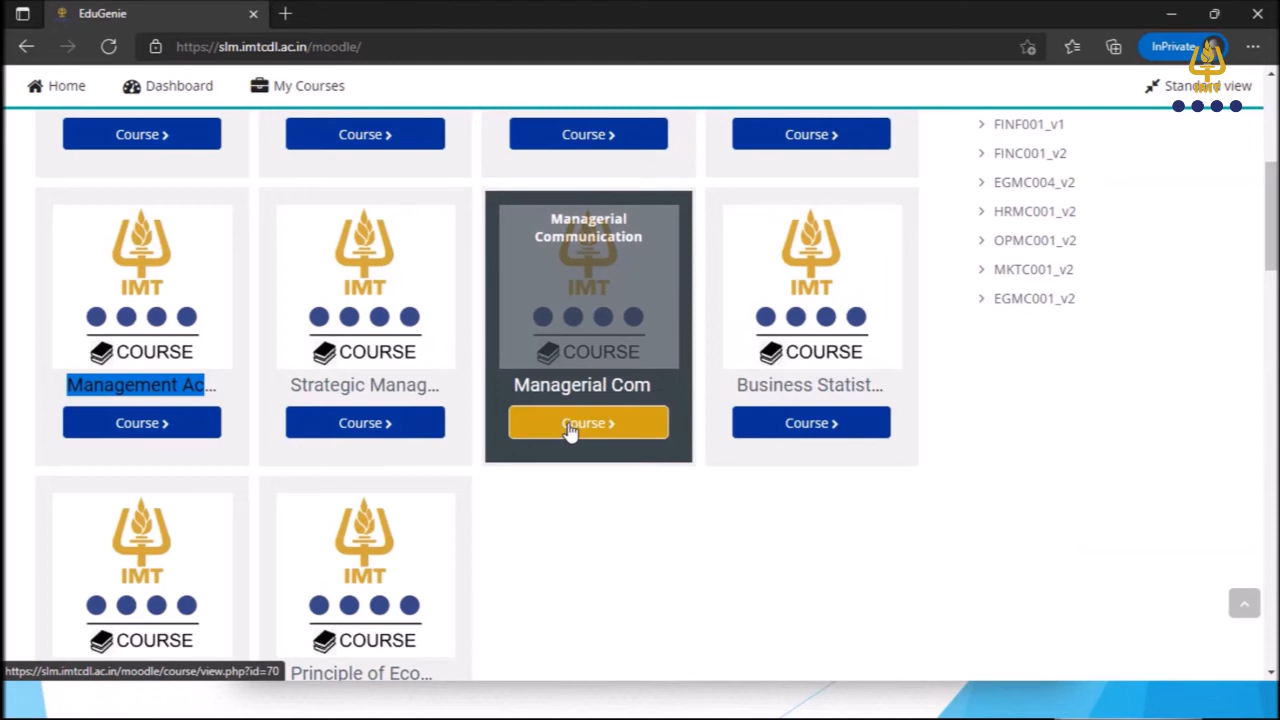 EduGenie
https://slm.imtcdl.ac.in/moodle/
InPrivate
Home
Dashboard
My Courses
Standard view
IMT
Course
Course
Course
Course
FINF001_v1
FINC001_v2
EGMC004_v2
HRMC001_v2
OPMC001_v2
MKTC001_v2
EGMC001_v2
IMT
COURSE
Management Ac...
Course
IMT
COURSE
Strategic Manag...
Course
Managerial
Communication
IMT
COURSE
Managerial Com
Course
IMT
COURSE
Business Statist...
Course
IMT
COURSE
IMT
COURSE
Principle of Eco...
https://slm.imtcdl.ac.in/moodle/course/view.php?id=70